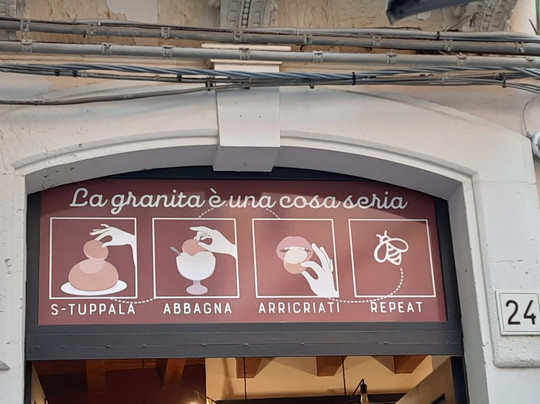 La granita è una cosa seria
S-TUPPALA ABBAGNA ARRICRIATI REPEAT
24